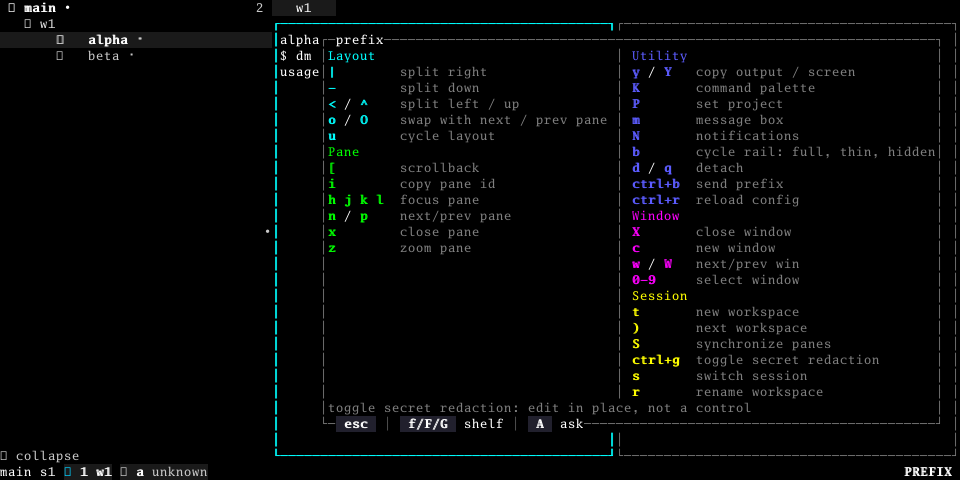 main • 2 w1
w1
alpha • alpha prefix
beta • $ dm Layout Utility
usage | split right y / Y copy output / screen
- split down K command palette
< / ^ split left / up P set project
o / O swap with next / prev pane m message box
u cycle layout N notifications
Pane b cycle rail: full, thin, hidden
[ scrollback d / q detach
i copy pane id ctrl+b send prefix
h j k l focus pane ctrl+r reload config
n / p next/prev pane Window
x close pane X close window
z zoom pane c new window
w / W next/prev win
0-9 select window
Session
t new workspace
) next workspace
S synchronize panes
ctrl+g toggle secret redaction
s switch session
r rename workspace
toggle secret redaction: edit in place, not a control
esc | f/F/G shelf | A ask
collapse
main s1 1 w1 a unknown PREFIX